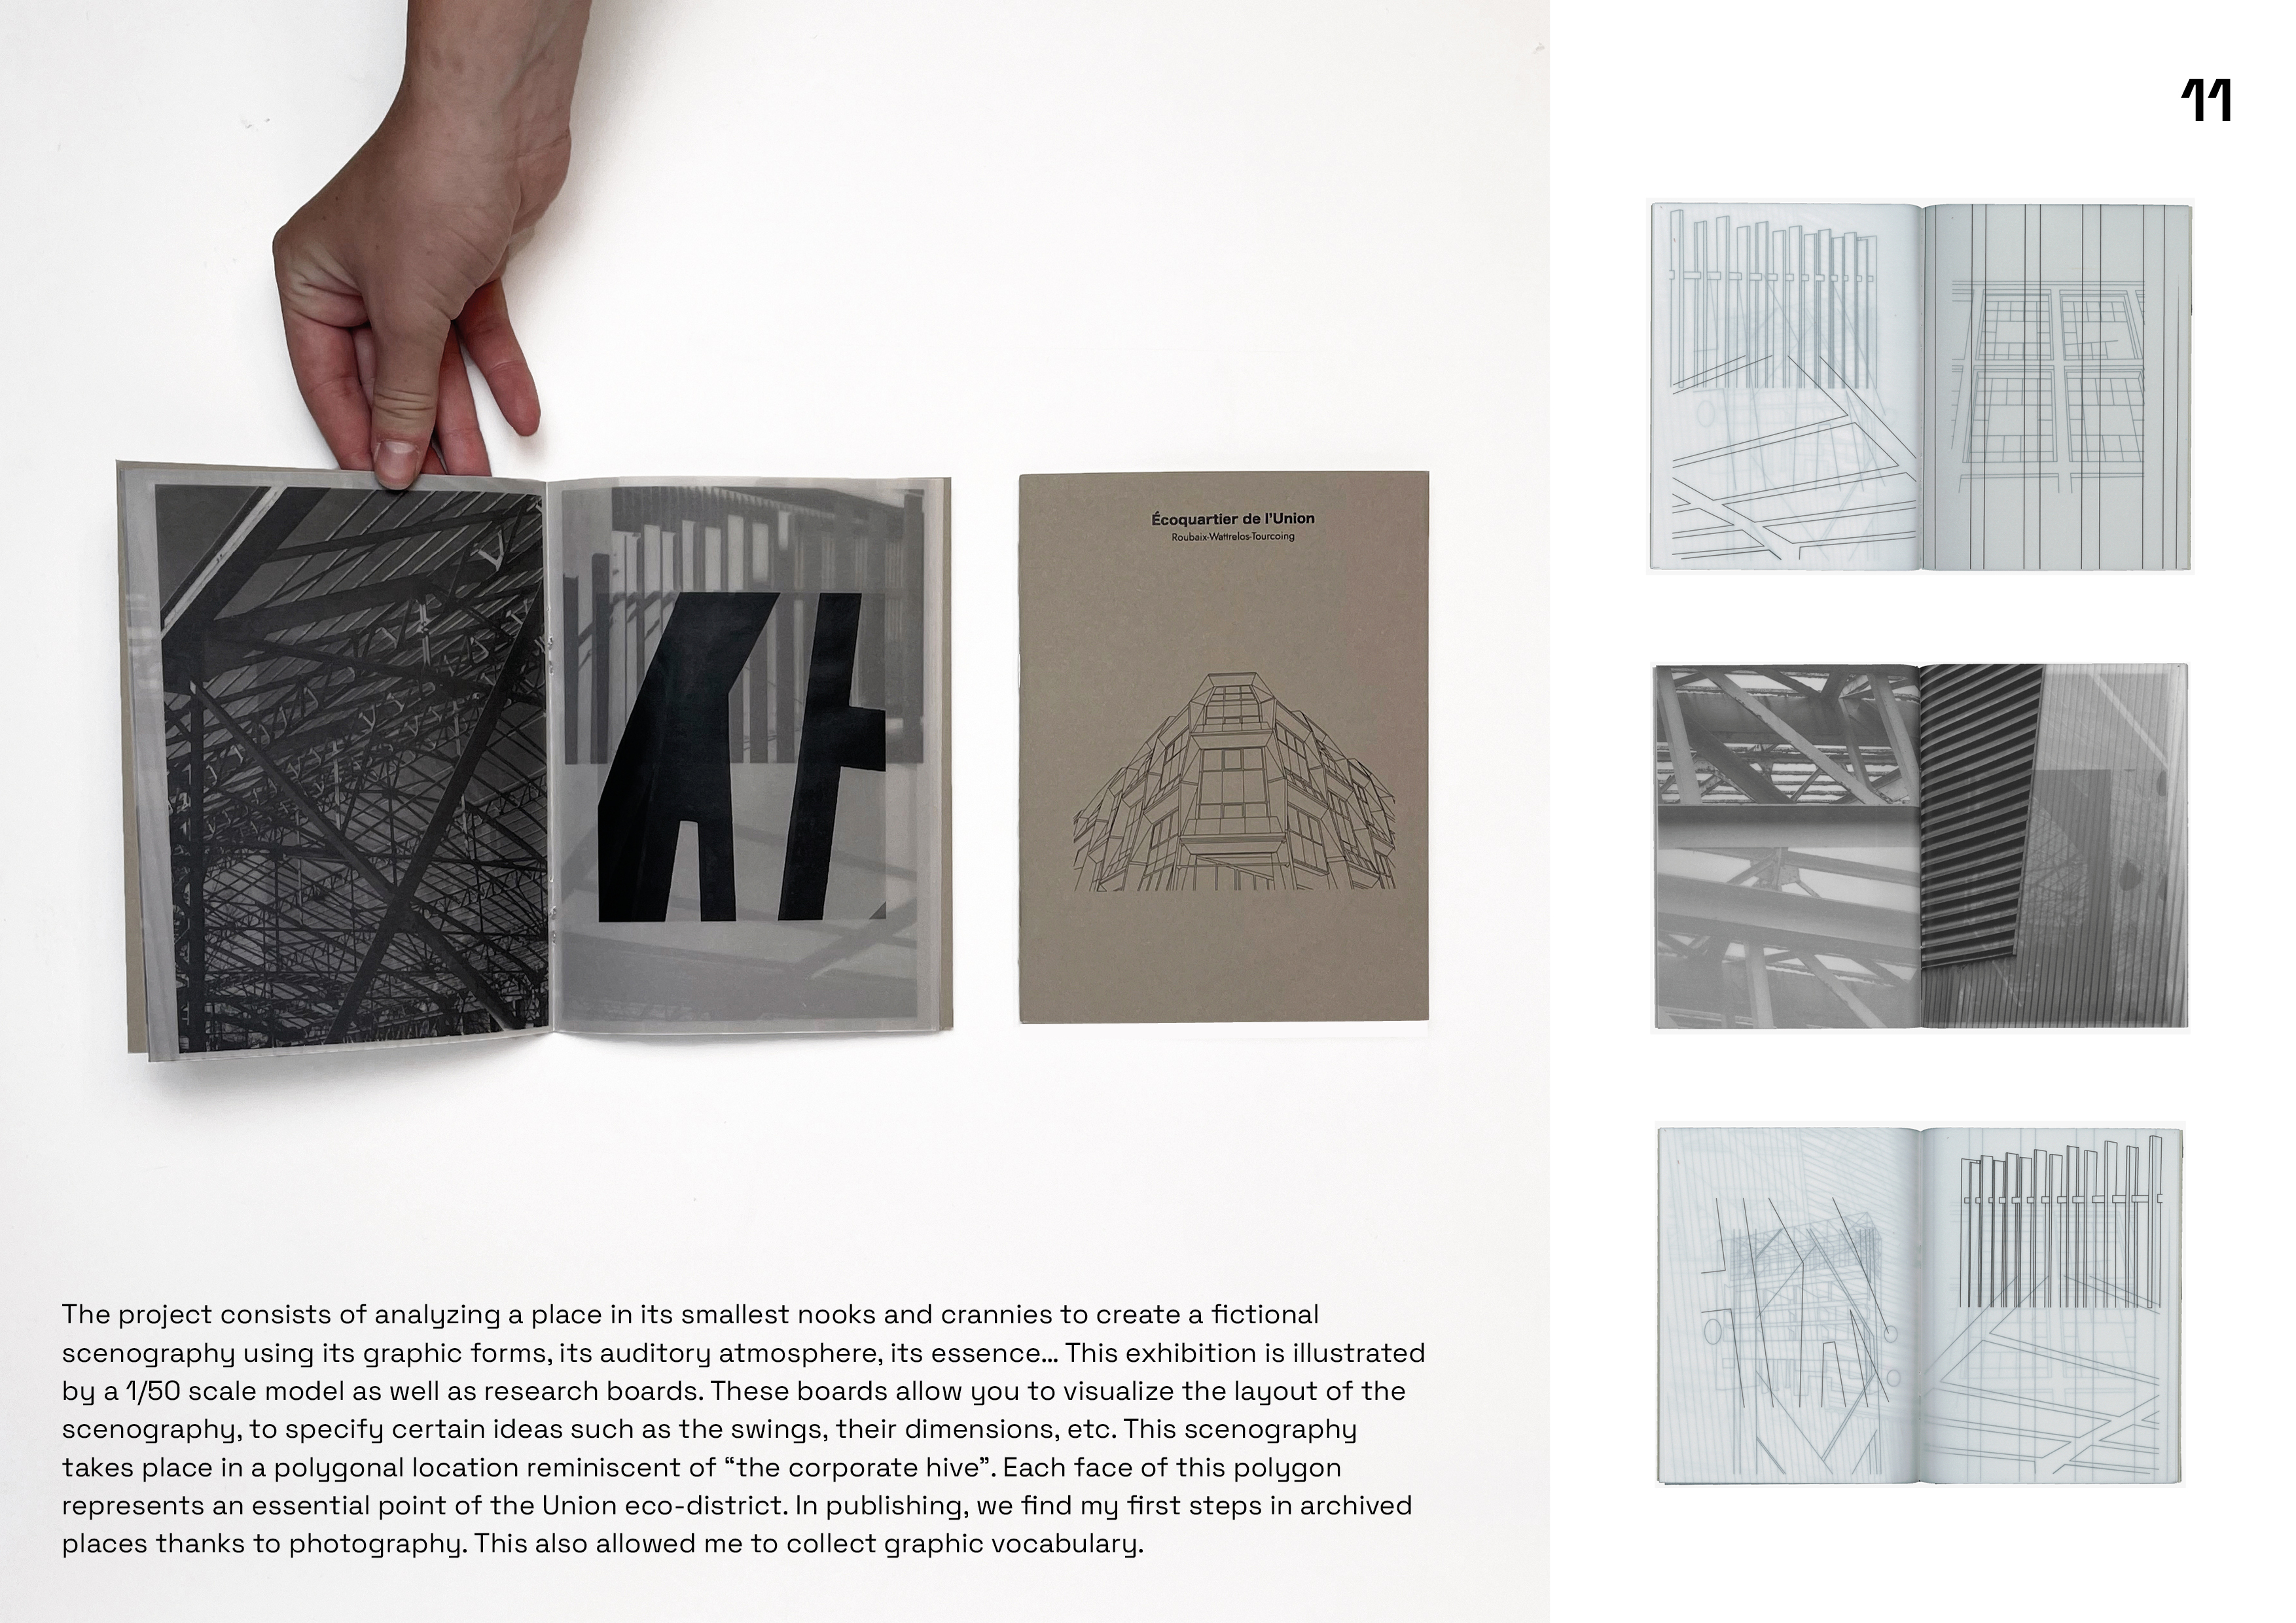 11
Écoquartier de l'Union
Roubaix-Wattrelos-Tourcoing
The project consists of analyzing a place in its smallest nooks and crannies to create a fictional
scenography using its graphic forms, its auditory atmosphere, its essence... This exhibition is illustrated
by a 1/50 scale model as well as research boards. These boards allow you to visualize the layout of the
scenography, to specify certain ideas such as the swings, their dimensions, etc. This scenography
takes place in a polygonal location reminiscent of “the corporate hive”. Each face of this polygon
represents an essential point of the Union eco-district. In publishing, we find my first steps in archived
places thanks to photography. This also allowed me to collect graphic vocabulary.